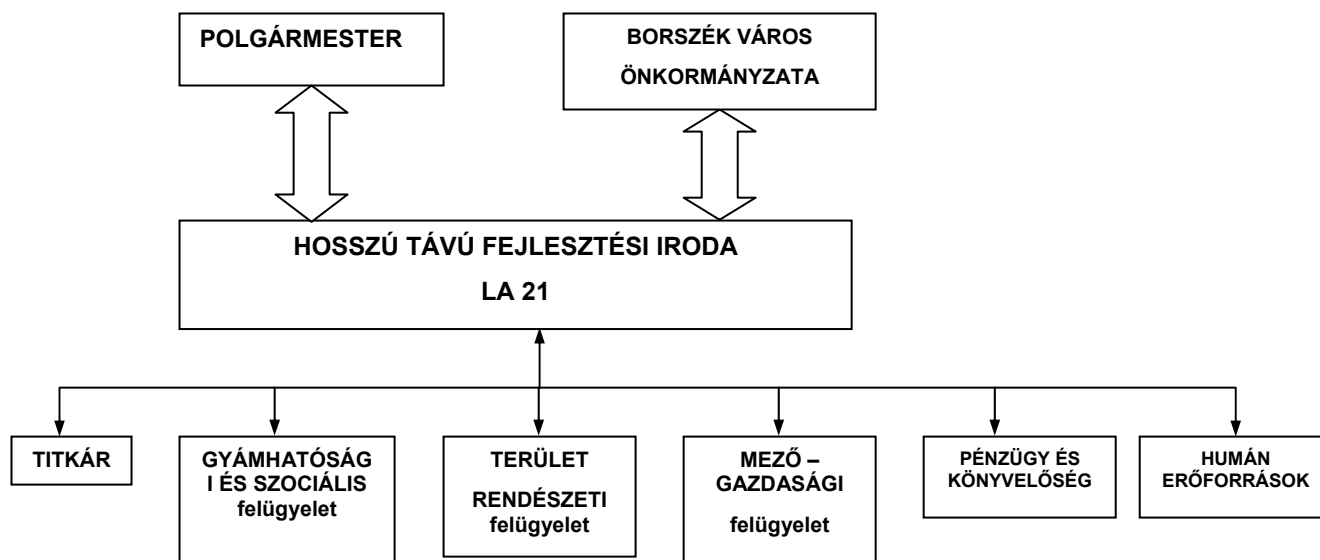 POLGÁRMESTER
BORSZÉK VÁROS
ÖNKORMÁNYZATA
HOSSZÚ TÁVÚ FEJLESZTÉSI IRODA
LA 21
TITKÁR
GYÁMHATÓSÁG
I ÉS SZOCIÁLIS
felügyelet
TERÜLET
RENDÉSZETI
felügyelet
MEZŐ –
GAZDASÁGI
felügyelet
PÉNZÜGY ÉS
KÖNYVELŐSÉG
HUMÁN
ERŐFORRÁSOK